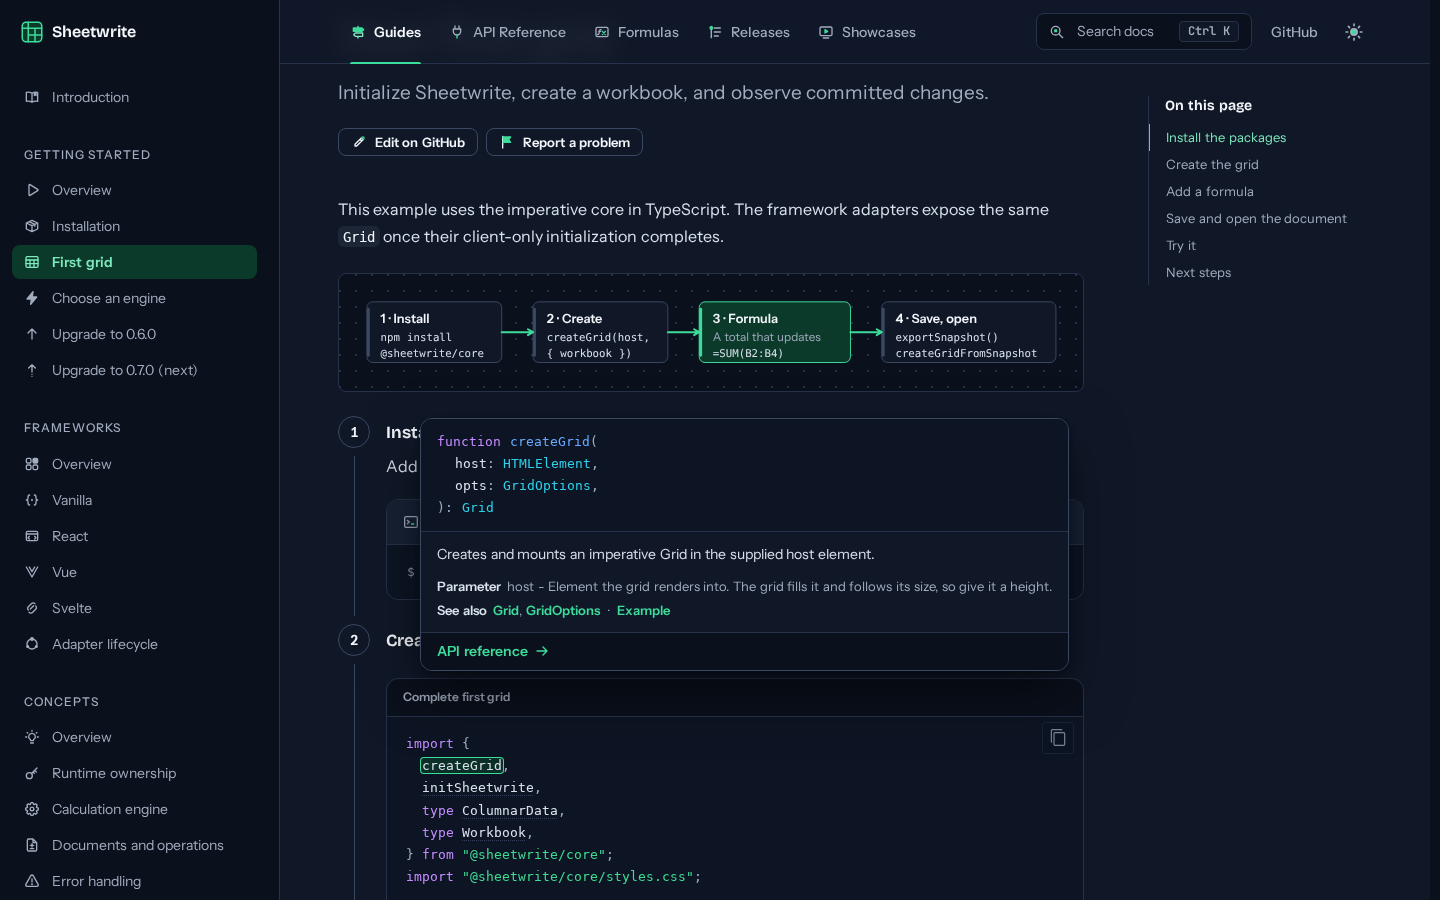 Sheetwrite
Guides
API Reference
Formulas
Releases
Showcases
Search docs
Ctrl K
GitHub
Introduction
GETTING STARTED
Overview
Installation
First grid
Choose an engine
Upgrade to 0.6.0
Upgrade to 0.7.0 (next)
FRAMEWORKS
Overview
Vanilla
React
Vue
Svelte
Adapter lifecycle
CONCEPTS
Overview
Runtime ownership
Calculation engine
Documents and operations
Error handling
Initialize Sheetwrite, create a workbook, and observe committed changes.
Edit on GitHub
Report a problem
This example uses the imperative core in TypeScript. The framework adapters expose the same
Grid once their client-only initialization completes.
1 · Install
npm install
@sheetwrite/core
2 · Create
createGrid(host,
{ workbook })
3 · Formula
A total that updates
=SUM(B2:B4)
4 · Save, open
exportSnapshot()
createGridFromSnapshot
1
Add
function createGrid(
host: HTMLElement,
opts: GridOptions,
): Grid
Creates and mounts an imperative Grid in the supplied host element.
Parameter host - Element the grid renders into. The grid fills it and follows its size, so give it a height.
See also Grid, GridOptions · Example
API reference →
$
2
Complete first grid
import {
createGrid,
initSheetwrite,
type ColumnarData,
type Workbook,
} from "@sheetwrite/core";
import "@sheetwrite/core/styles.css";
On this page
Install the packages
Create the grid
Add a formula
Save and open the document
Try it
Next steps